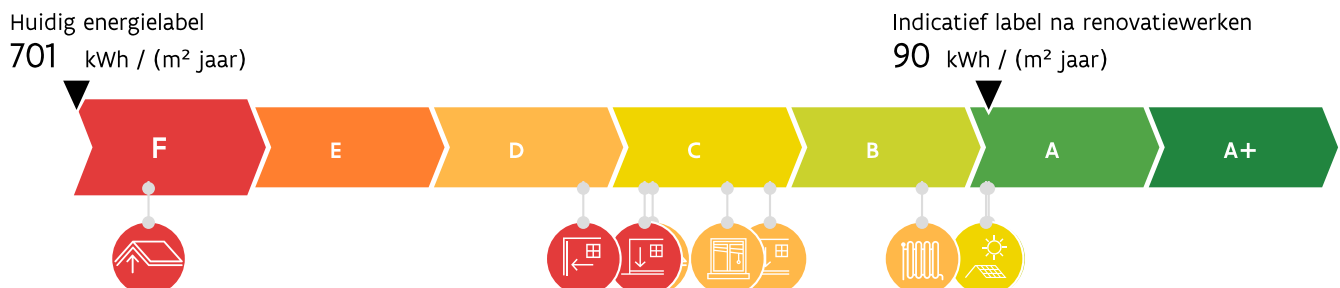 Huidig energielabel
701 kWh / (m² jaar)
Indicatief label na renovatiewerken
90 kWh / (m² jaar)
F E D C B A A+